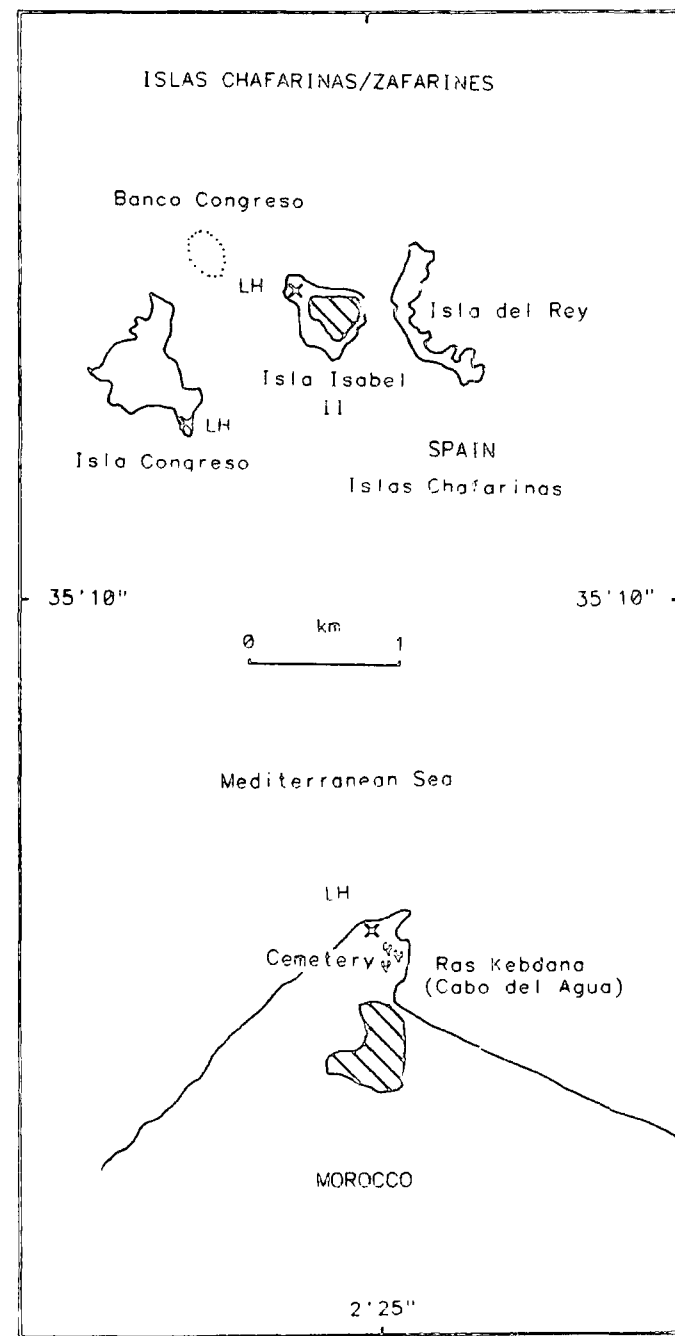 ISLAS CHAFARINAS/ZAFARINES
Banco Congreso
LH
Isla del Rey
Isla Isabel
II
LH
Isla Congreso
SPAIN
Islas Chafarinas
35'10" 35'10"
km
0 1
Mediterranean Sea
LH
Cemetery
Ras Kebdana
(Cabo del Agua)
MOROCCO
2'25"